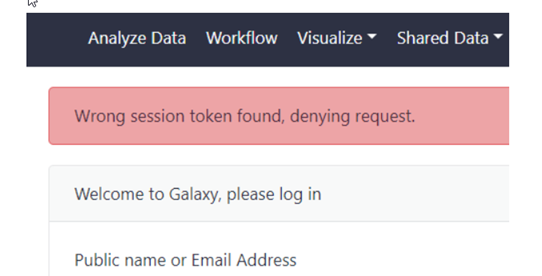 Analyze Data Workflow Visualize Shared Data
Wrong session token found, denying request.
Welcome to Galaxy, please log in
Public name or Email Address